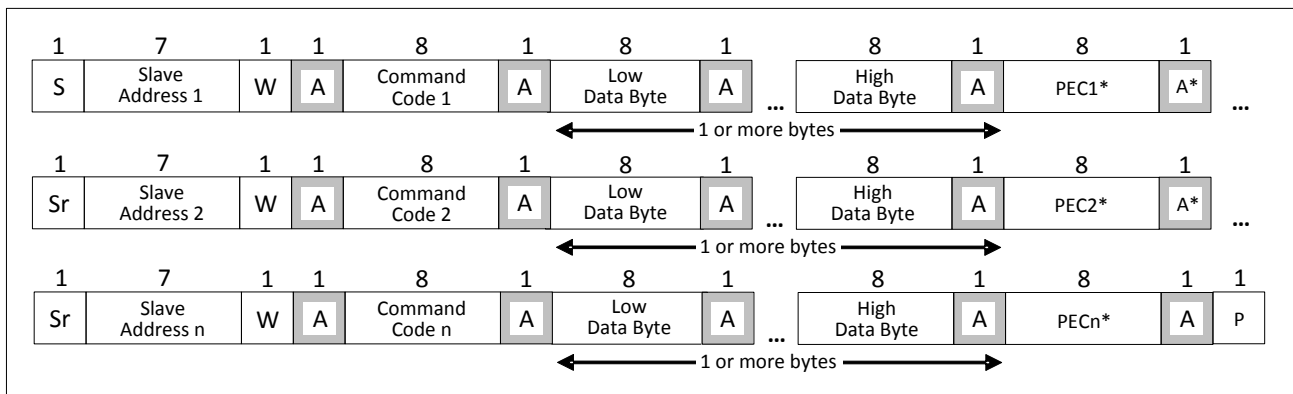 1 7 1 1 8 1 8 1 8 1 8 1
S Slave Address 1 W A Command Code 1 A Low Data Byte A ... High Data Byte A PEC1* A* ...
1 or more bytes
1 7 1 1 8 1 8 1 8 1 8 1
Sr Slave Address 2 W A Command Code 2 A Low Data Byte A ... High Data Byte A PEC2* A* ...
1 or more bytes
1 7 1 1 8 1 8 1 8 1 8 1 1
Sr Slave Address n W A Command Code n A Low Data Byte A ... High Data Byte A PECn* A P
1 or more bytes